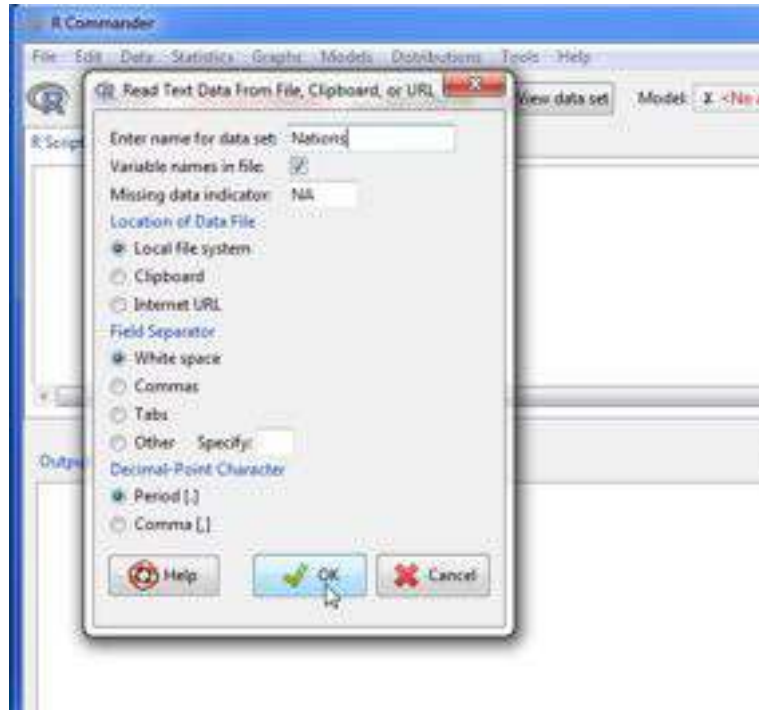 R Commander
File Edit Data Statistics Graphs Models Distributions Tools Help
Read Text Data From File, Clipboard, or URL
View data set Model: Σ <No
R Script
Enter name for data set: Nations
Variable names in file:
Missing data indicator: NA
Location of Data File
Local file system
Clipboard
Internet URL
Field Separator
White space
Commas
Tabs
Other Specify:
Decimal-Point Character
Period [.]
Comma [,]
Help OK Cancel
Outpu